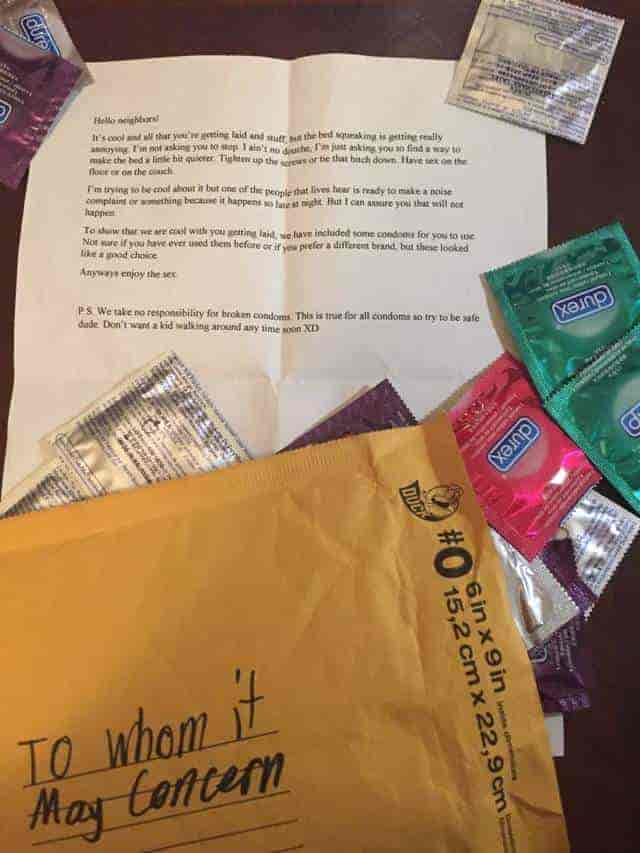 durex
Hello neighbors!
It's cool and all that you're getting laid and stuff, but the bed squeaking is getting really
annoying. I'm not asking you to stop. I ain't no douche, I'm just asking you to find a way to
make the bed a little bit quieter. Tighten up the screws or tie that bitch down. Have sex on the
floor or on the couch.
I'm trying to be cool about it but one of the people that lives hear is ready to make a noise
complaint or something because it happens so late at night. But I can assure you that will not
happen.
To show that we are cool with you getting laid, we have included some condoms for you to use.
Not sure if you have ever used them before or if you prefer a different brand, but these looked
like a good choice.
Anyways enjoy the sex.
P.S. We take no responsibility for broken condoms. This is true for all condoms so try to be safe
dude. Don't want a kid walking around any time soon XD
durex
durex
DUCK
#0
6 in x 9 in
15,2 cm x 22,9 cm
To whom it
May Concern